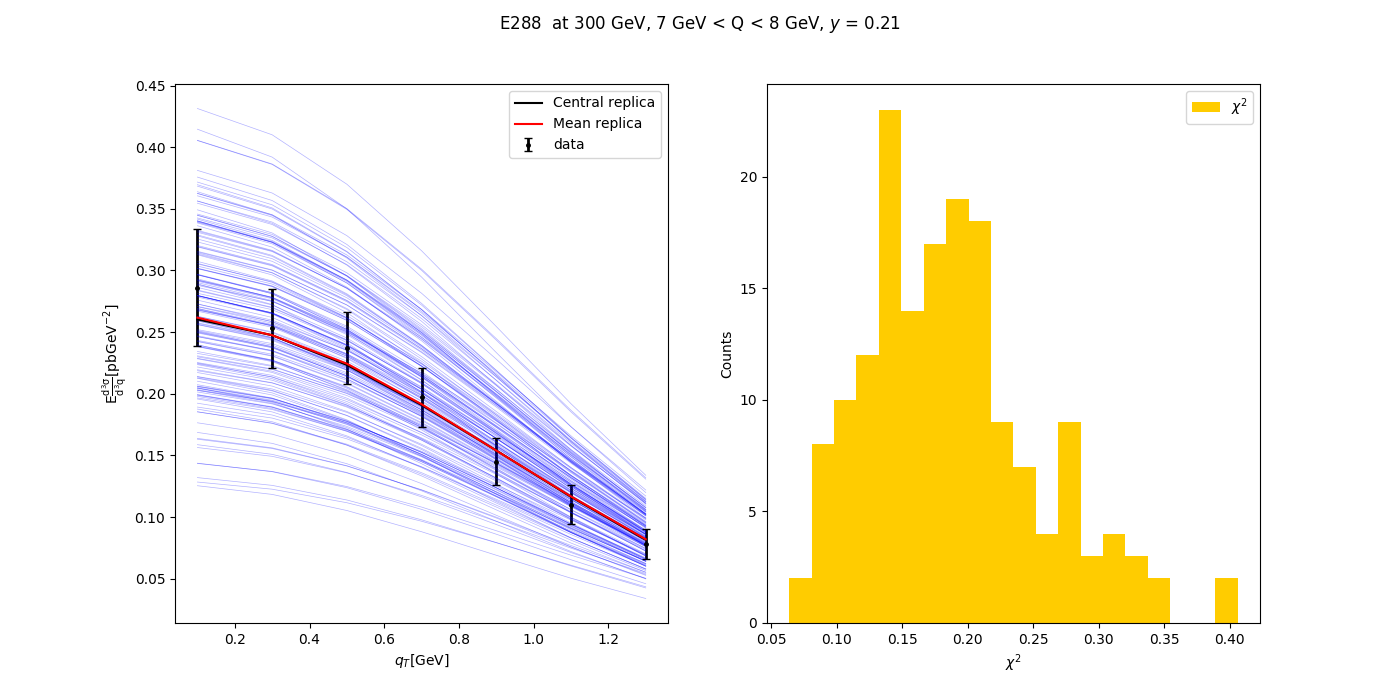 E288 at 300 GeV, 7 GeV < Q < 8 GeV, y = 0.21
E d³σ/d³q [pbGeV⁻²]
0.45
0.40
0.35
0.30
0.25
0.20
0.15
0.10
0.05
Central replica
Mean replica
data
0.2 0.4 0.6 0.8 1.0 1.2
q_T[GeV]
Counts
20
15
10
5
0
χ²
0.05 0.10 0.15 0.20 0.25 0.30 0.35 0.40
χ²